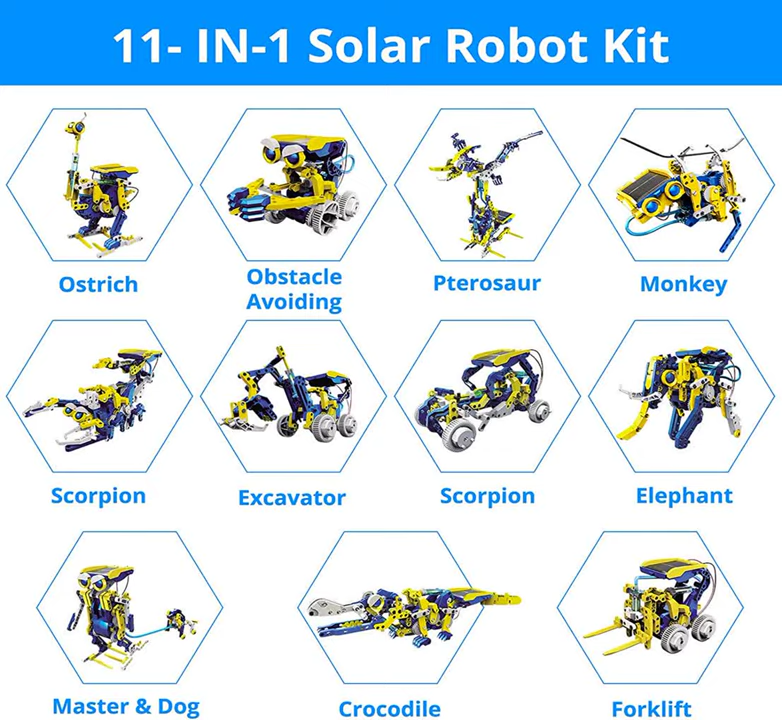 11- IN-1 Solar Robot Kit
Ostrich
Obstacle
Avoiding
Pterosaur
Monkey
Scorpion
Excavator
Scorpion
Elephant
Master & Dog
Crocodile
Forklift